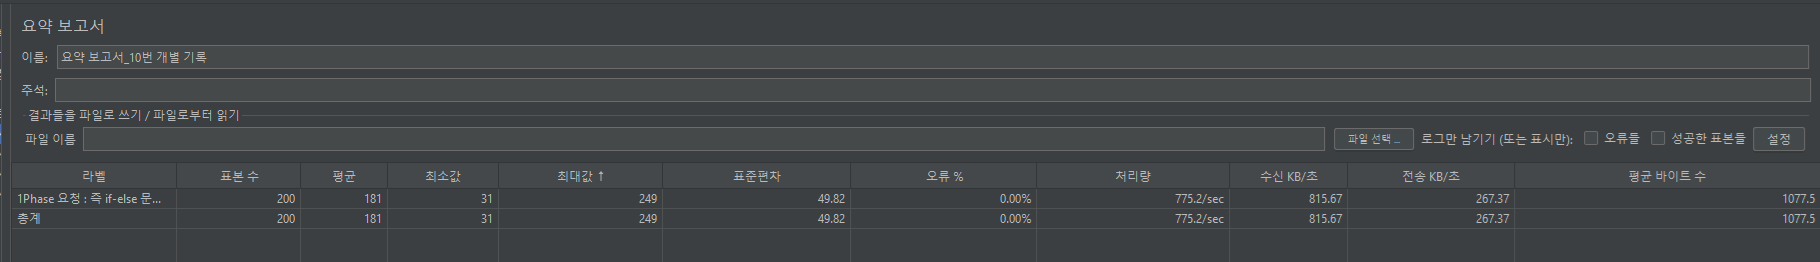 요약 보고서
이름: 요약 보고서_10번 개별 기록
주석:
결과들을 파일로 쓰기 / 파일로부터 읽기
파일 이름 파일 선택 ... 로그만 남기기 (또는 표시만): 오류들 성공한 표본들 설정
라벨 표본 수 평균 최소값 최대값 ↑ 표준편차 오류 % 처리량 수신 KB/초 전송 KB/초 평균 바이트 수
1Phase 요청 : 즉 if-else 문... 200 181 31 249 49.82 0.00% 775.2/sec 815.67 267.37 1077.5
총계 200 181 31 249 49.82 0.00% 775.2/sec 815.67 267.37 1077.5